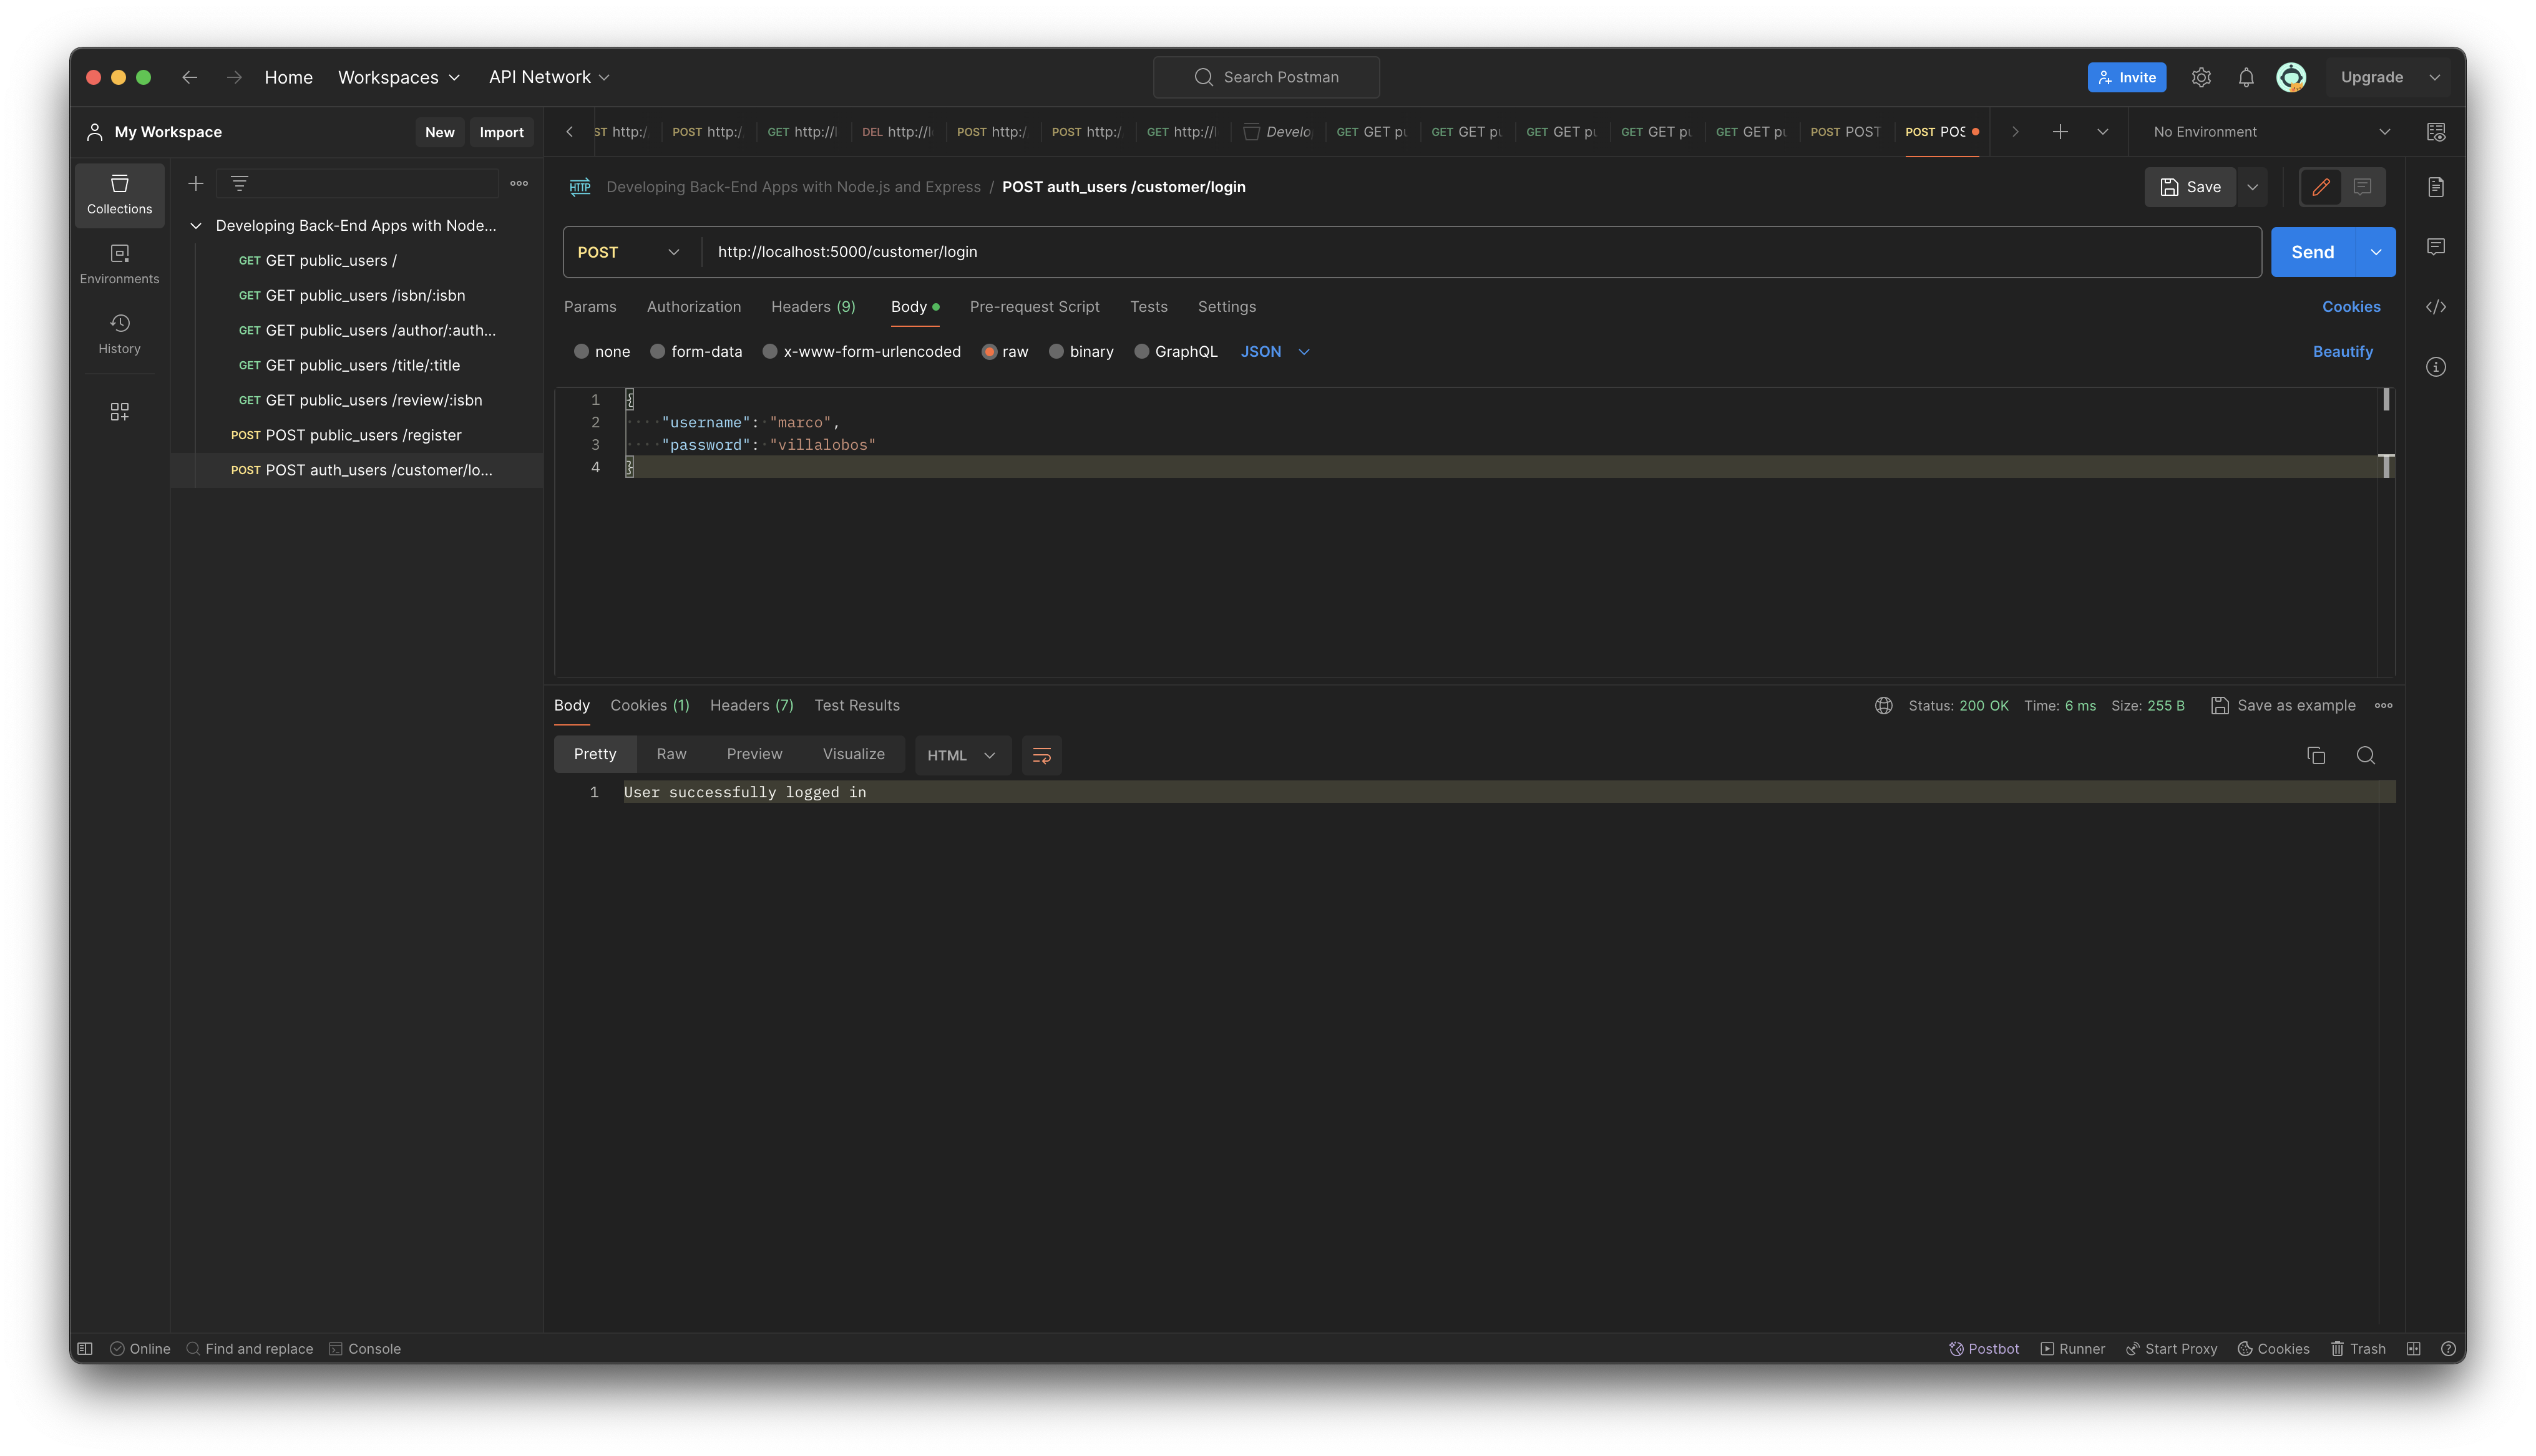 Home Workspaces API Network Search Postman Invite Upgrade
My Workspace New Import
ST http:/ POST http:/ GET http://l DEL http://l POST http:/ POST http:/ GET http://l Develo GET GET pu GET GET pu GET GET pu GET GET pu GET GET pu POST POST POST POS No Environment
Collections
Environments
History
Developing Back-End Apps with Node...
GET GET public_users /
GET GET public_users /isbn/:isbn
GET GET public_users /author/:auth...
GET GET public_users /title/:title
GET GET public_users /review/:isbn
POST POST public_users /register
POST POST auth_users /customer/lo...
HTTP Developing Back-End Apps with Node.js and Express / POST auth_users /customer/login Save
POST http://localhost:5000/customer/login Send
Params Authorization Headers (9) Body Pre-request Script Tests Settings Cookies
none form-data x-www-form-urlencoded raw binary GraphQL JSON Beautify
1 {
2 "username": "marco",
3 "password": "villalobos"
4 }
Body Cookies (1) Headers (7) Test Results Status: 200 OK Time: 6 ms Size: 255 B Save as example
Pretty Raw Preview Visualize HTML
1 User successfully logged in
Online Find and replace Console Postbot Runner Start Proxy Cookies Trash